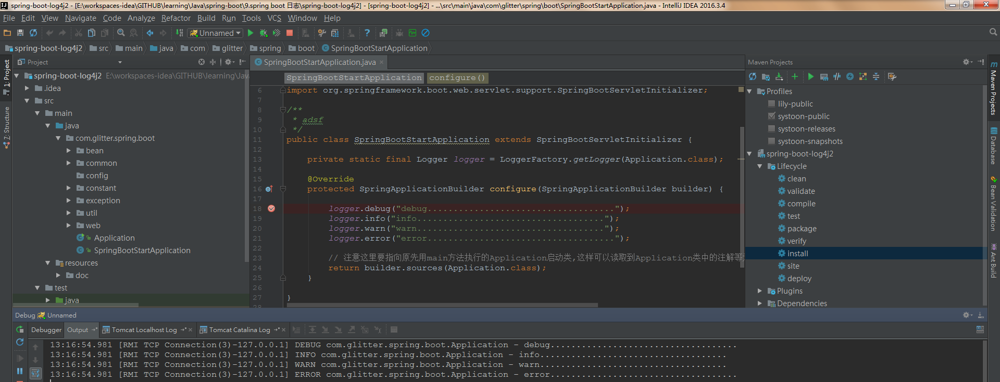 spring-boot-log4j2 - [E:\workspaces-idea\GITHUB\learning\Java\spring-boot\9.spring boot 日志\spring-boot-log4j2] - [spring-boot-log4j2] - ...\src\main\java\com\glitter\spring\boot\SpringBootStartApplication.java - IntelliJ IDEA 2016.3.4
File Edit View Navigate Code Analyze Refactor Build Run Tools VCS Window Help
Unnamed
spring-boot-log4j2 src main java com glitter spring boot SpringBootStartApplication
1: Project
7: Structure
Project
spring-boot-log4j2 E:\workspaces-idea\GITHUB\learning\Jav
.idea
src
main
java
com.glitter.spring.boot
bean
common
config
constant
exception
util
web
Application
SpringBootStartApplication
resources
doc
test
java
SpringBootStartApplication.java
SpringBootStartApplication configure()
6 import org.springframework.boot.web.servlet.support.SpringBootServletInitializer;
7
8 /**
9 * adsf
10 */
11 public class SpringBootStartApplication extends SpringBootServletInitializer {
12
13 private static final Logger logger = LoggerFactory.getLogger(Application.class);
14
15 @Override
16 protected SpringApplicationBuilder configure(SpringApplicationBuilder builder) {
17
18 logger.debug("debug....................................");
19 logger.info("info....................................");
20 logger.warn("warn....................................");
21 logger.error("error....................................");
22
23 // 注意这里要指向原先用main方法执行的Application启动类,这样可以读取到Application类中的注解等
24 return builder.sources(Application.class);
25 }
26
27 }
28
Maven Projects
Profiles
lily-public
systoon-public
systoon-releases
systoon-snapshots
spring-boot-log4j2
Lifecycle
clean
validate
compile
test
package
verify
install
site
deploy
Plugins
Dependencies
Maven Projects
Database
Bean Validation
Ant Build
Debug Unnamed
Debugger Output Tomcat Localhost Log Tomcat Catalina Log
13:16:54.981 [RMI TCP Connection(3)-127.0.0.1] DEBUG com.glitter.spring.boot.Application - debug....................................
13:16:54.981 [RMI TCP Connection(3)-127.0.0.1] INFO com.glitter.spring.boot.Application - info....................................
13:16:54.981 [RMI TCP Connection(3)-127.0.0.1] WARN com.glitter.spring.boot.Application - warn....................................
13:16:54.981 [RMI TCP Connection(3)-127.0.0.1] ERROR com.glitter.spring.boot.Application - error....................................